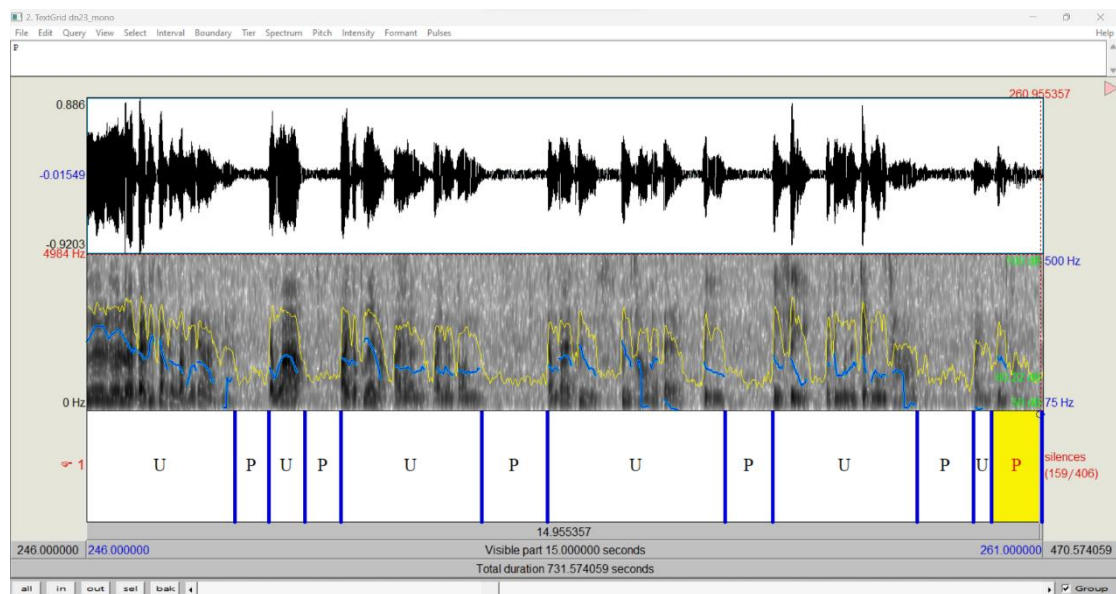 2. TextGrid dn23_mono
File Edit Query View Select Interval Boundary Tier Spectrum Pitch Intensity Formant Pulses Help
P
260.955357
0.886
-0.01549
-0.9203
4984 Hz
500 Hz
0 Hz
75 Hz
1 U P U P U P U P U P U P
silences
(159/406)
14.955357
246.000000 246.000000 Visible part 15.000000 seconds 261.000000 470.574059
Total duration 731.574059 seconds
all in out sel bak Group